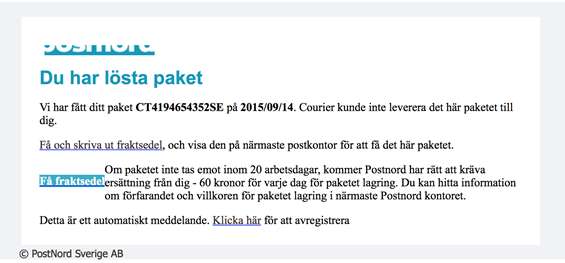 postnord
Du har lösta paket
Vi har fått ditt paket CT4194654352SE på 2015/09/14. Courier kunde inte leverera det här paketet till
dig.
Få och skriva ut fraktsedel, och visa den på närmaste postkontor för att få det här paketet.
Om paketet inte tas emot inom 20 arbetsdagar, kommer Postnord har rätt att kräva
Få fraktsedel ersättning från dig - 60 kronor för varje dag för paketet lagring. Du kan hitta information
om förfarandet och villkoren för paketet lagring i närmaste Postnord kontoret.
Detta är ett automatiskt meddelande. Klicka här för att avregistrera
© PostNord Sverige AB